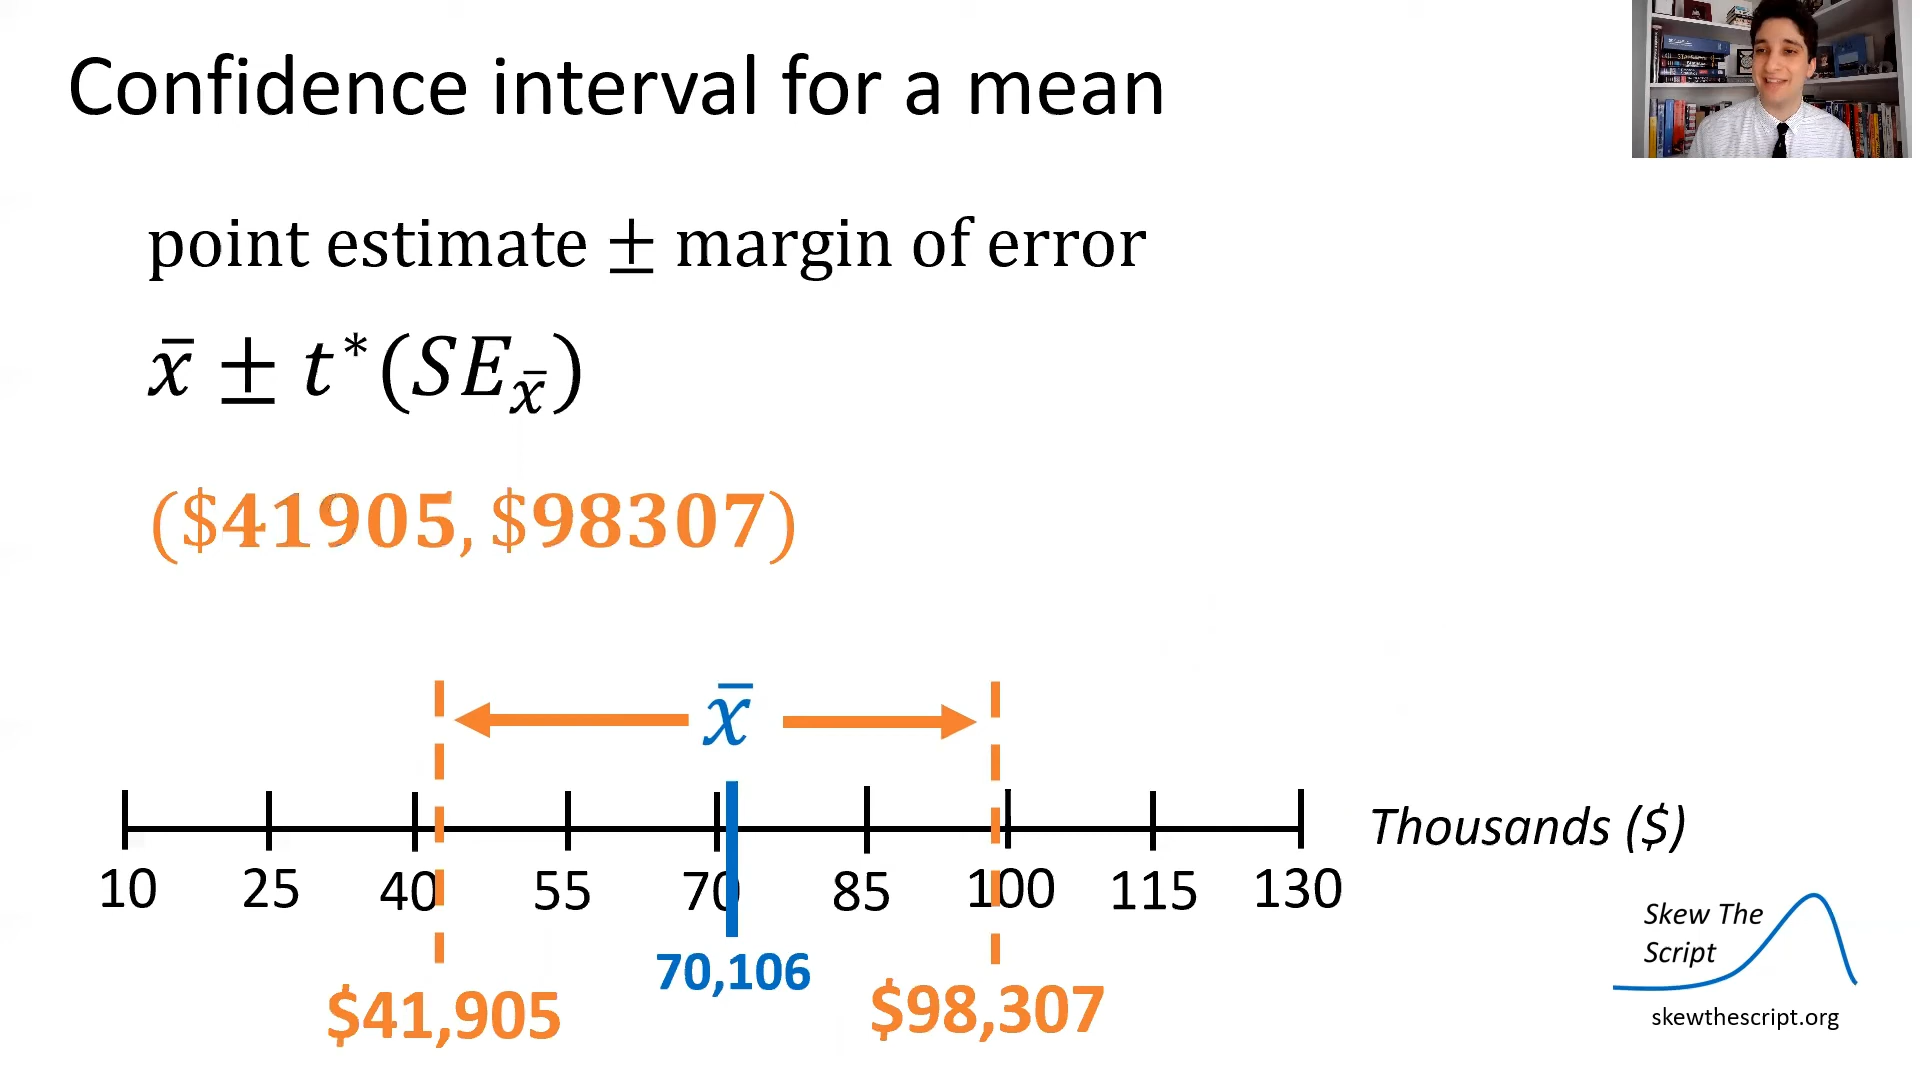 Confidence interval for a mean
point estimate ± margin of error
x̄ ± t*(SE_x̄)
($41905, $98307)
x̄
10 25 40 55 70 85 100 115 130 Thousands ($)
70,106
$41,905 $98,307
Skew The
Script
skewthescript.org